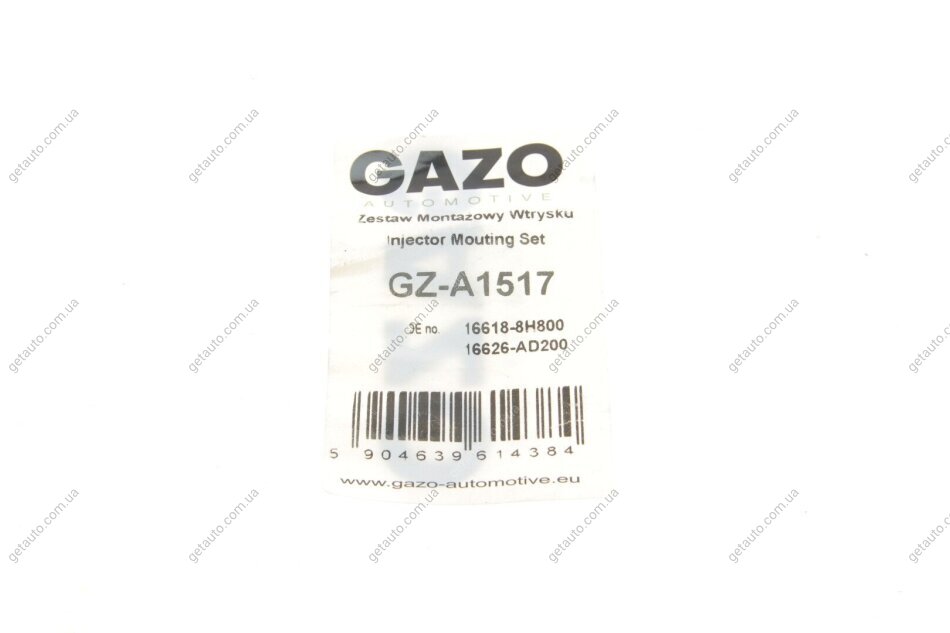 GAZO
AUTOMOTIVE
Zestaw Montażowy Wtrysku
Injector Mouting Set
GZ-A1517
OE no. 16618-8H800
16626-AD200
5 904639 614384
www.gazo-automotive.eu
getauto.com.ua